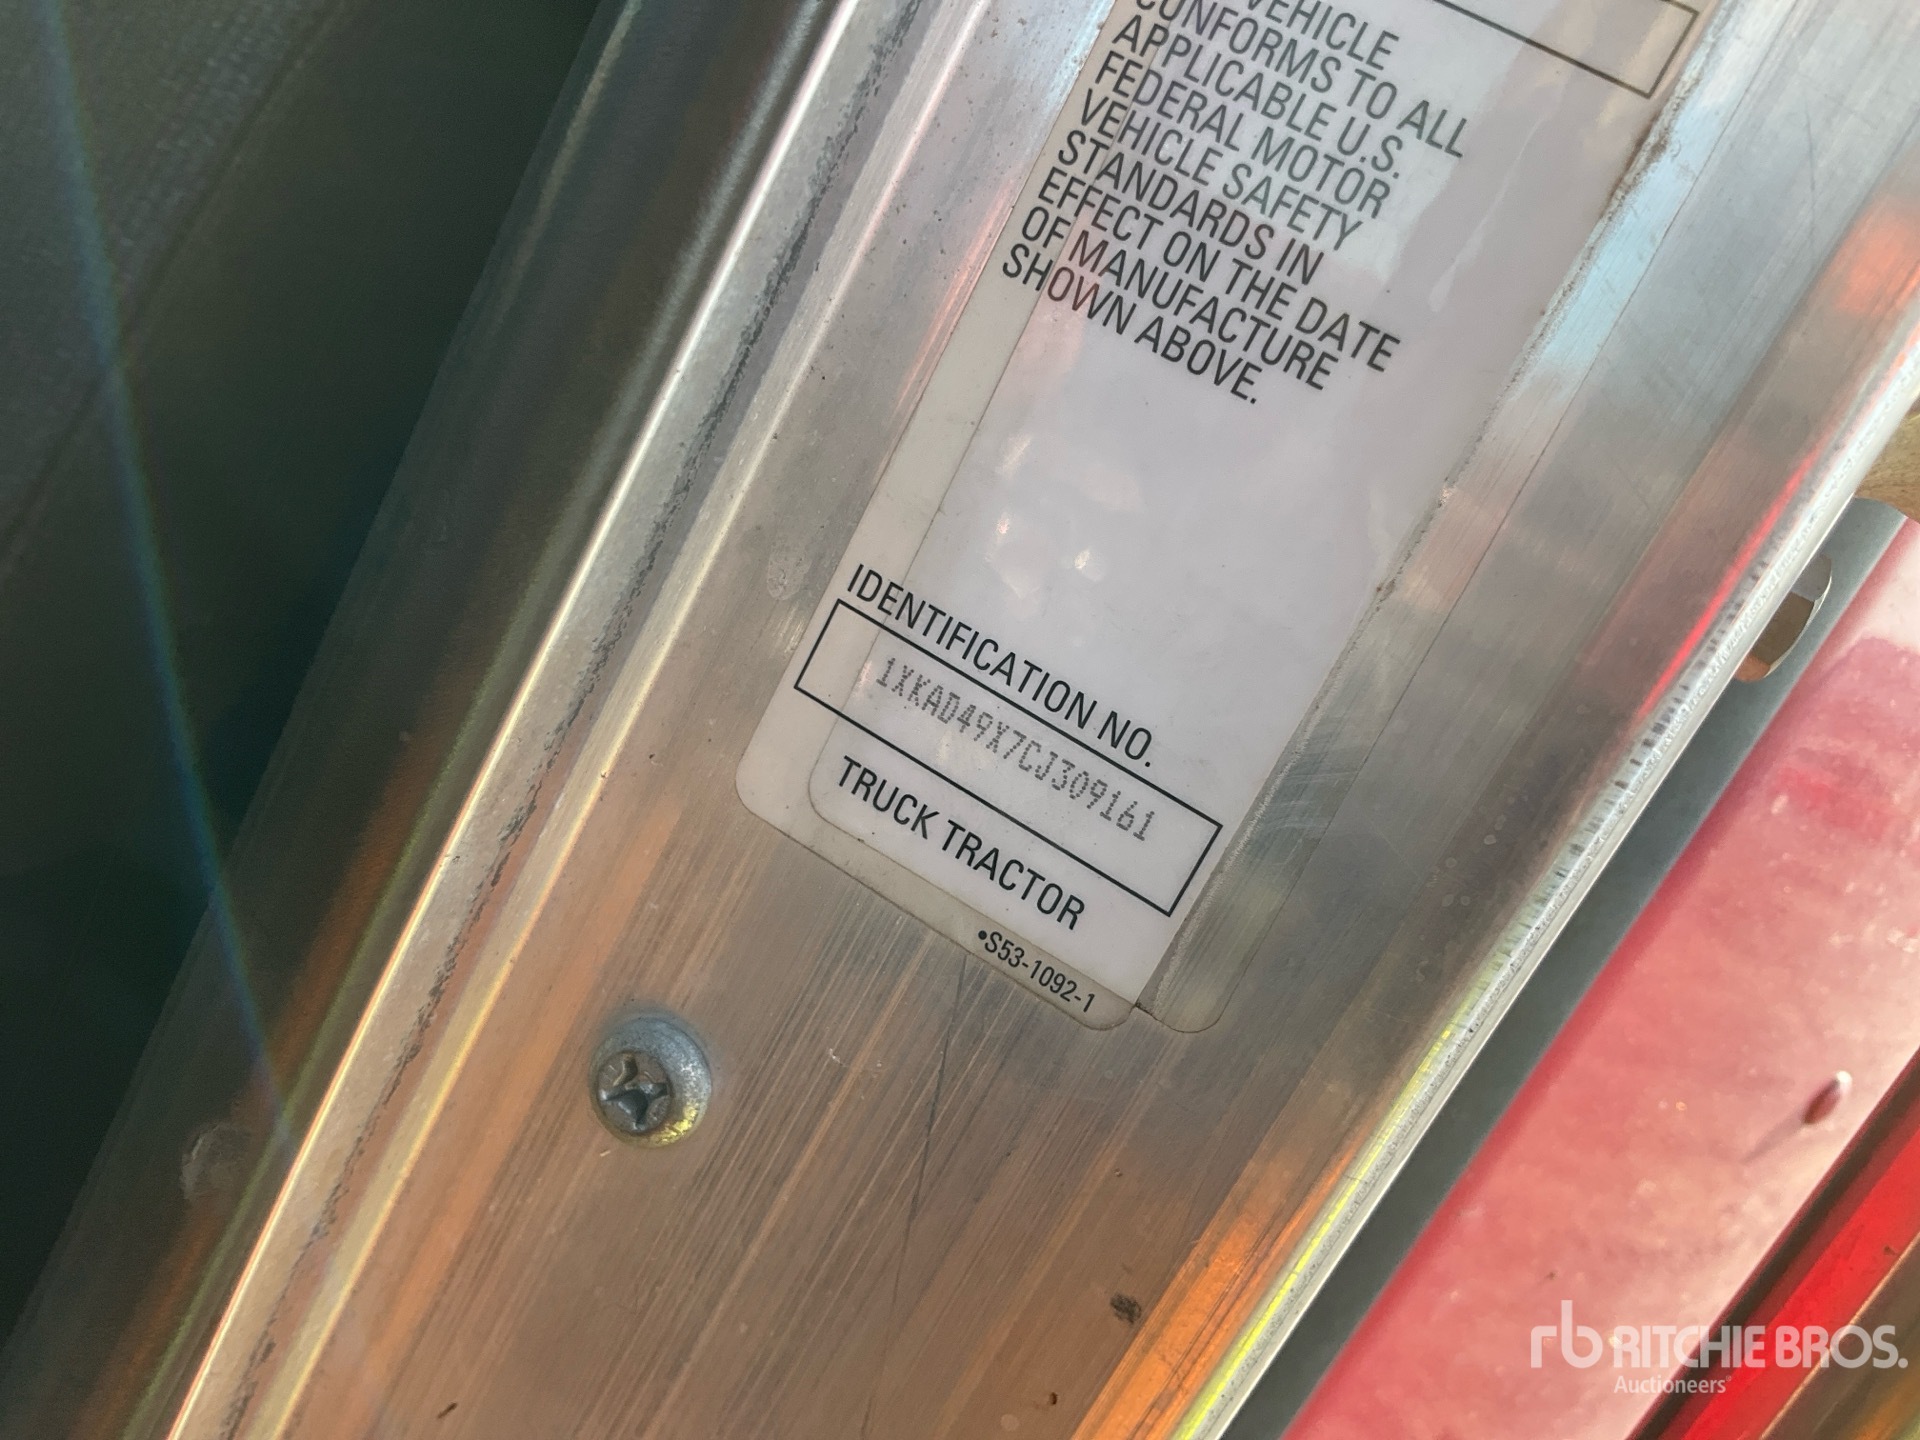 VEHICLE
CONFORMS TO ALL
APPLICABLE U.S.
FEDERAL MOTOR
VEHICLE SAFETY
STANDARDS IN
EFFECT ON THE DATE
OF MANUFACTURE
SHOWN ABOVE.
IDENTIFICATION NO.
1XKAD49X7CJ309161
TRUCK TRACTOR
•S53-1092-1
rb RITCHIE BROS.
Auctioneers